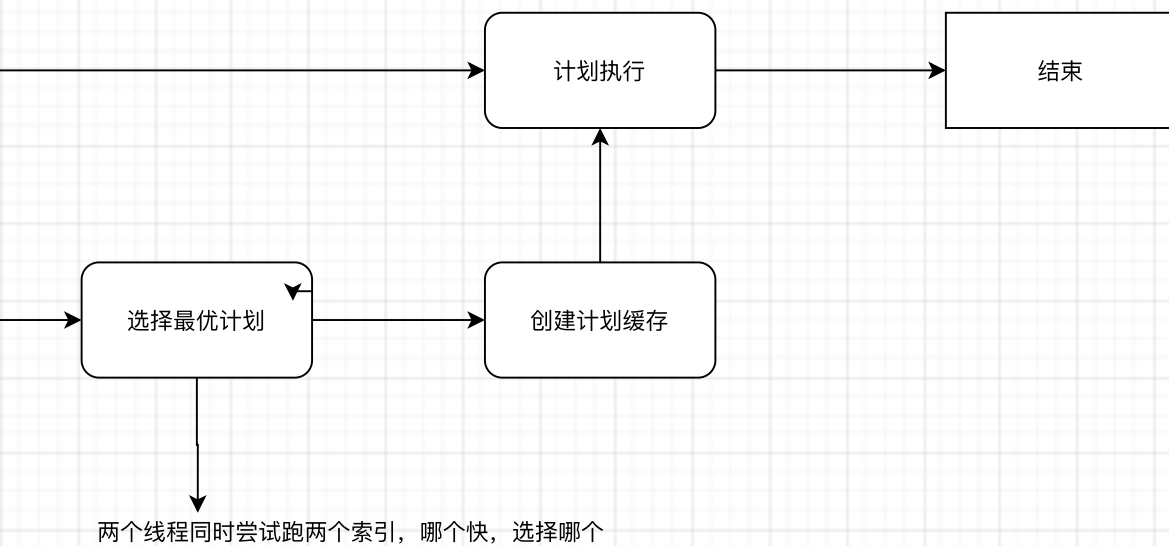 计划执行
结束
选择最优计划
创建计划缓存
两个线程同时尝试跑两个索引，哪个快，选择哪个